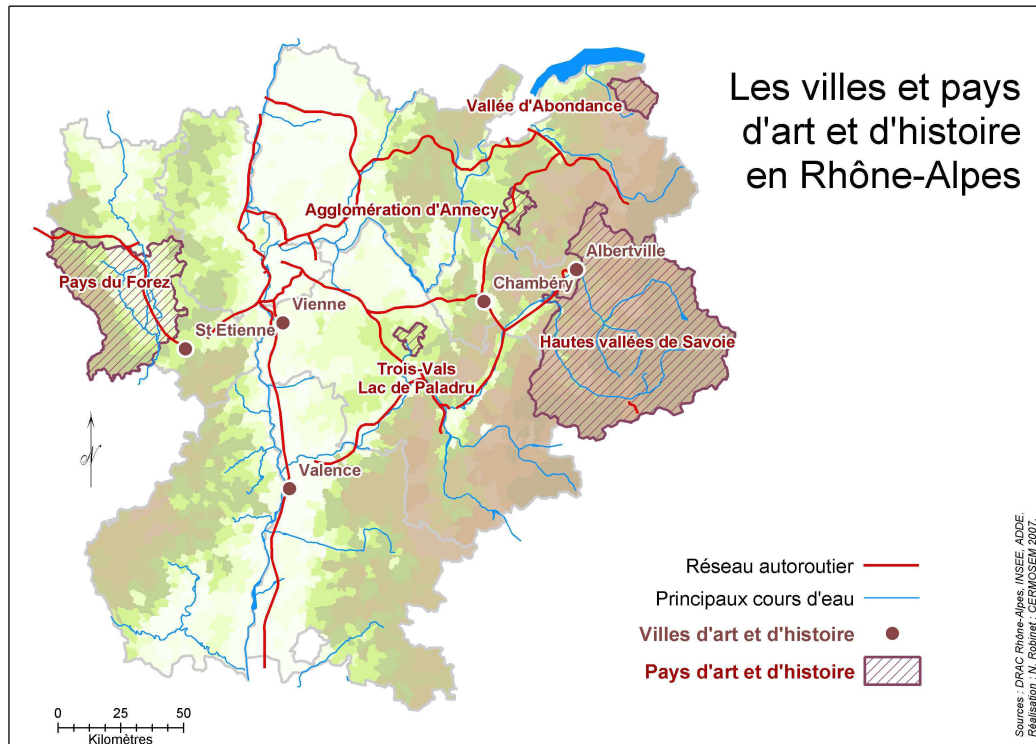 Les villes et pays
d'art et d'histoire
en Rhône-Alpes
Vallée d'Abondance
Agglomération d'Annecy
Albertville
Pays du Forez
Chambéry
Vienne
St Etienne
Hautes vallées de Savoie
Trois-Vals
Lac de Paladru
Valence
N
Réseau autoroutier
Principaux cours d'eau
Villes d'art et d'histoire
Pays d'art et d'histoire
0 25 50
Kilomètres
Sources : DRAC Rhône-Alpes, INSEE, ADDE.
Réalisation : N. Robinet ; CERMOSEM 2007.